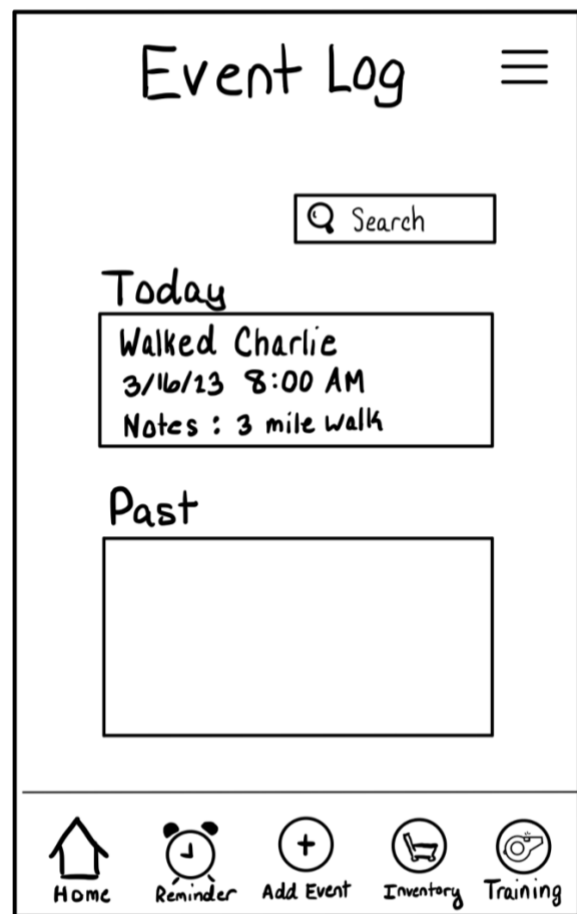 Event Log
Search
Today
Walked Charlie
3/16/23 8:00 AM
Notes : 3 mile walk
Past
Home
Reminder
Add Event
Inventory
Training